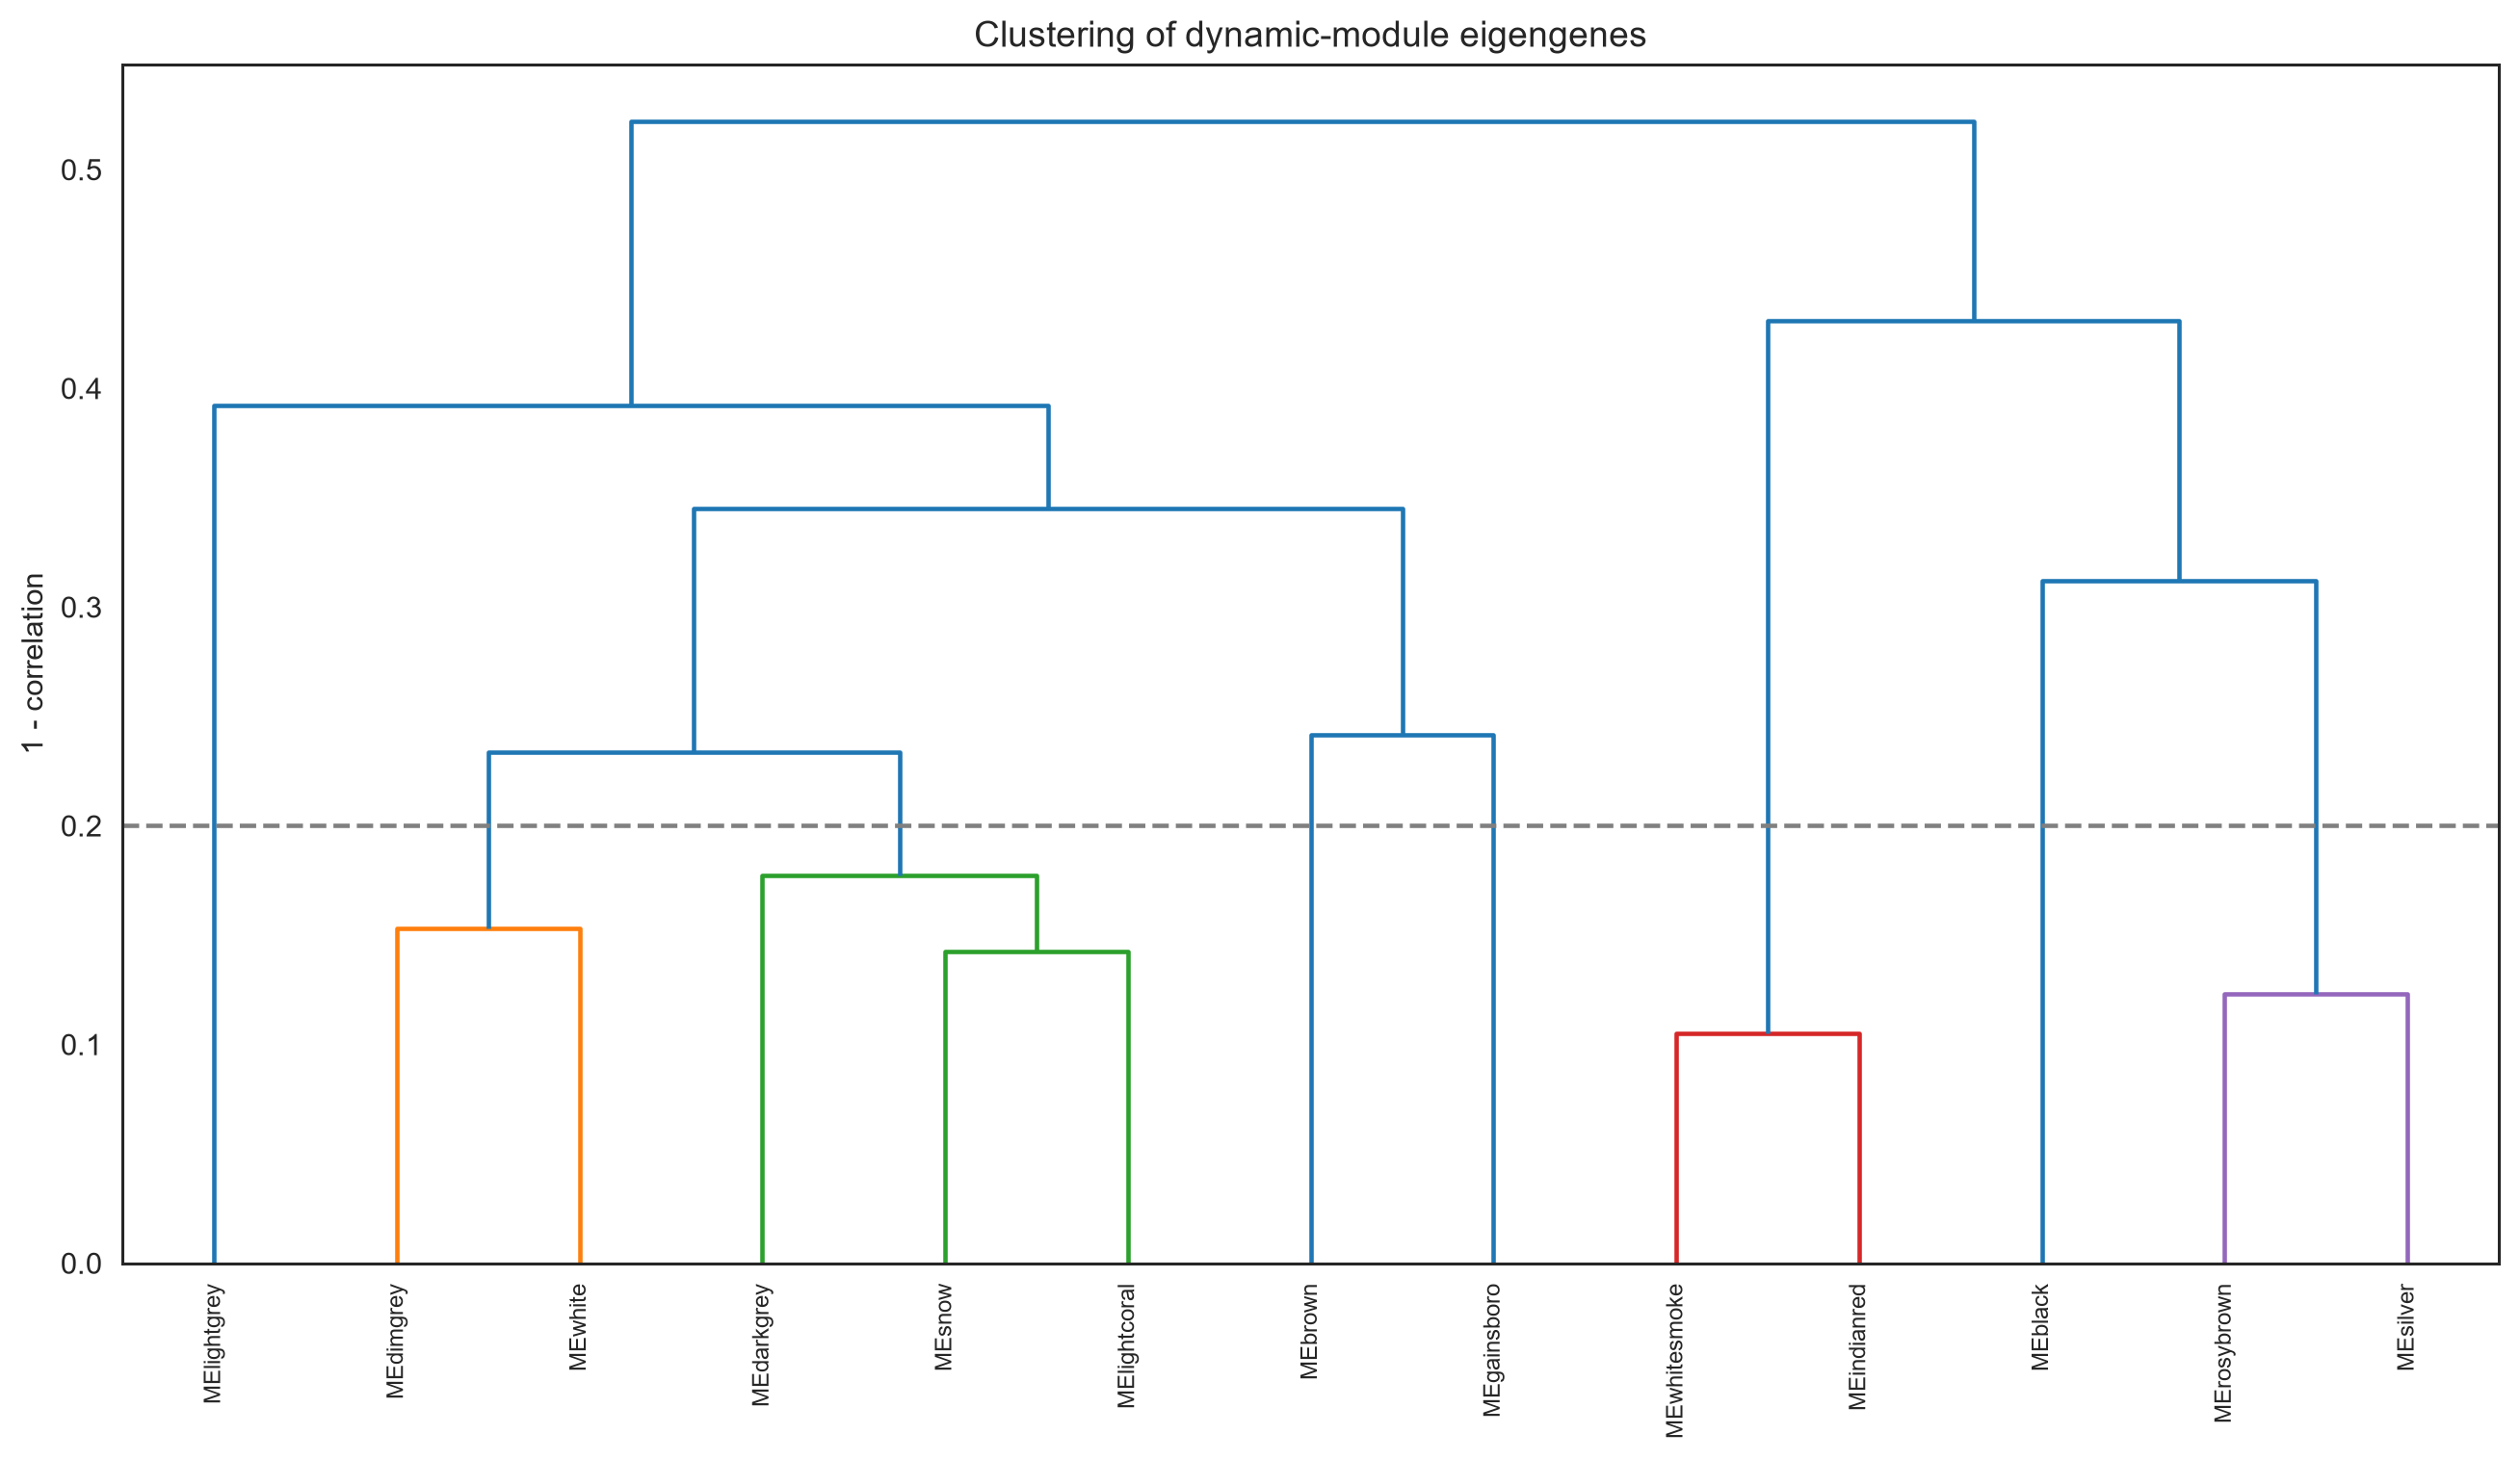 Clustering of dynamic-module eigengenes
1 - correlation
0.5
0.4
0.3
0.2
0.1
0.0
MElightgrey
MEdimgrey
MEwhite
MEdarkgrey
MEsnow
MElightcoral
MEbrown
MEgainsboro
MEwhitesmoke
MEindianred
MEblack
MErosybrown
MEsilver